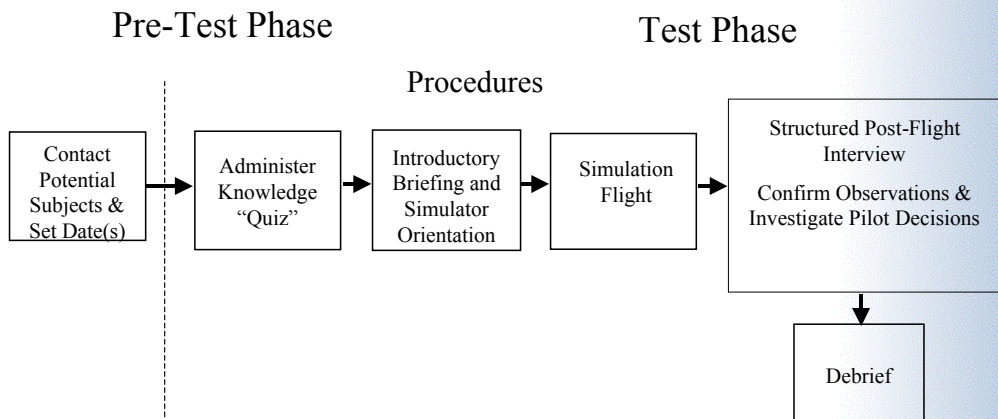 Pre-Test Phase
Test Phase
Procedures
Contact
Potential
Subjects &
Set Date(s)
Administer
Knowledge
“Quiz”
Introductory
Briefing and
Simulator
Orientation
Simulation
Flight
Structured Post-Flight
Interview
Confirm Observations &
Investigate Pilot Decisions
Debrief